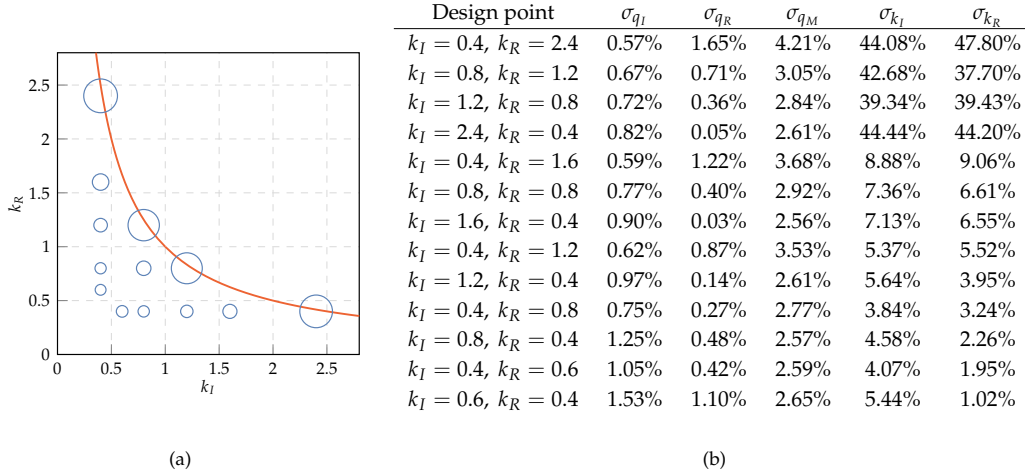 2.5
2
1.5
1
0.5
0
k_R
0 0.5 1 1.5 2 2.5
k_I
(a)
Design point σ_{q_I} σ_{q_R} σ_{q_M} σ_{k_I} σ_{k_R}
k_I = 0.4, k_R = 2.4 0.57% 1.65% 4.21% 44.08% 47.80%
k_I = 0.8, k_R = 1.2 0.67% 0.71% 3.05% 42.68% 37.70%
k_I = 1.2, k_R = 0.8 0.72% 0.36% 2.84% 39.34% 39.43%
k_I = 2.4, k_R = 0.4 0.82% 0.05% 2.61% 44.44% 44.20%
k_I = 0.4, k_R = 1.6 0.59% 1.22% 3.68% 8.88% 9.06%
k_I = 0.8, k_R = 0.8 0.77% 0.40% 2.92% 7.36% 6.61%
k_I = 1.6, k_R = 0.4 0.90% 0.03% 2.56% 7.13% 6.55%
k_I = 0.4, k_R = 1.2 0.62% 0.87% 3.53% 5.37% 5.52%
k_I = 1.2, k_R = 0.4 0.97% 0.14% 2.61% 5.64% 3.95%
k_I = 0.4, k_R = 0.8 0.75% 0.27% 2.77% 3.84% 3.24%
k_I = 0.8, k_R = 0.4 1.25% 0.48% 2.57% 4.58% 2.26%
k_I = 0.4, k_R = 0.6 1.05% 0.42% 2.59% 4.07% 1.95%
k_I = 0.6, k_R = 0.4 1.53% 1.10% 2.65% 5.44% 1.02%
(b)